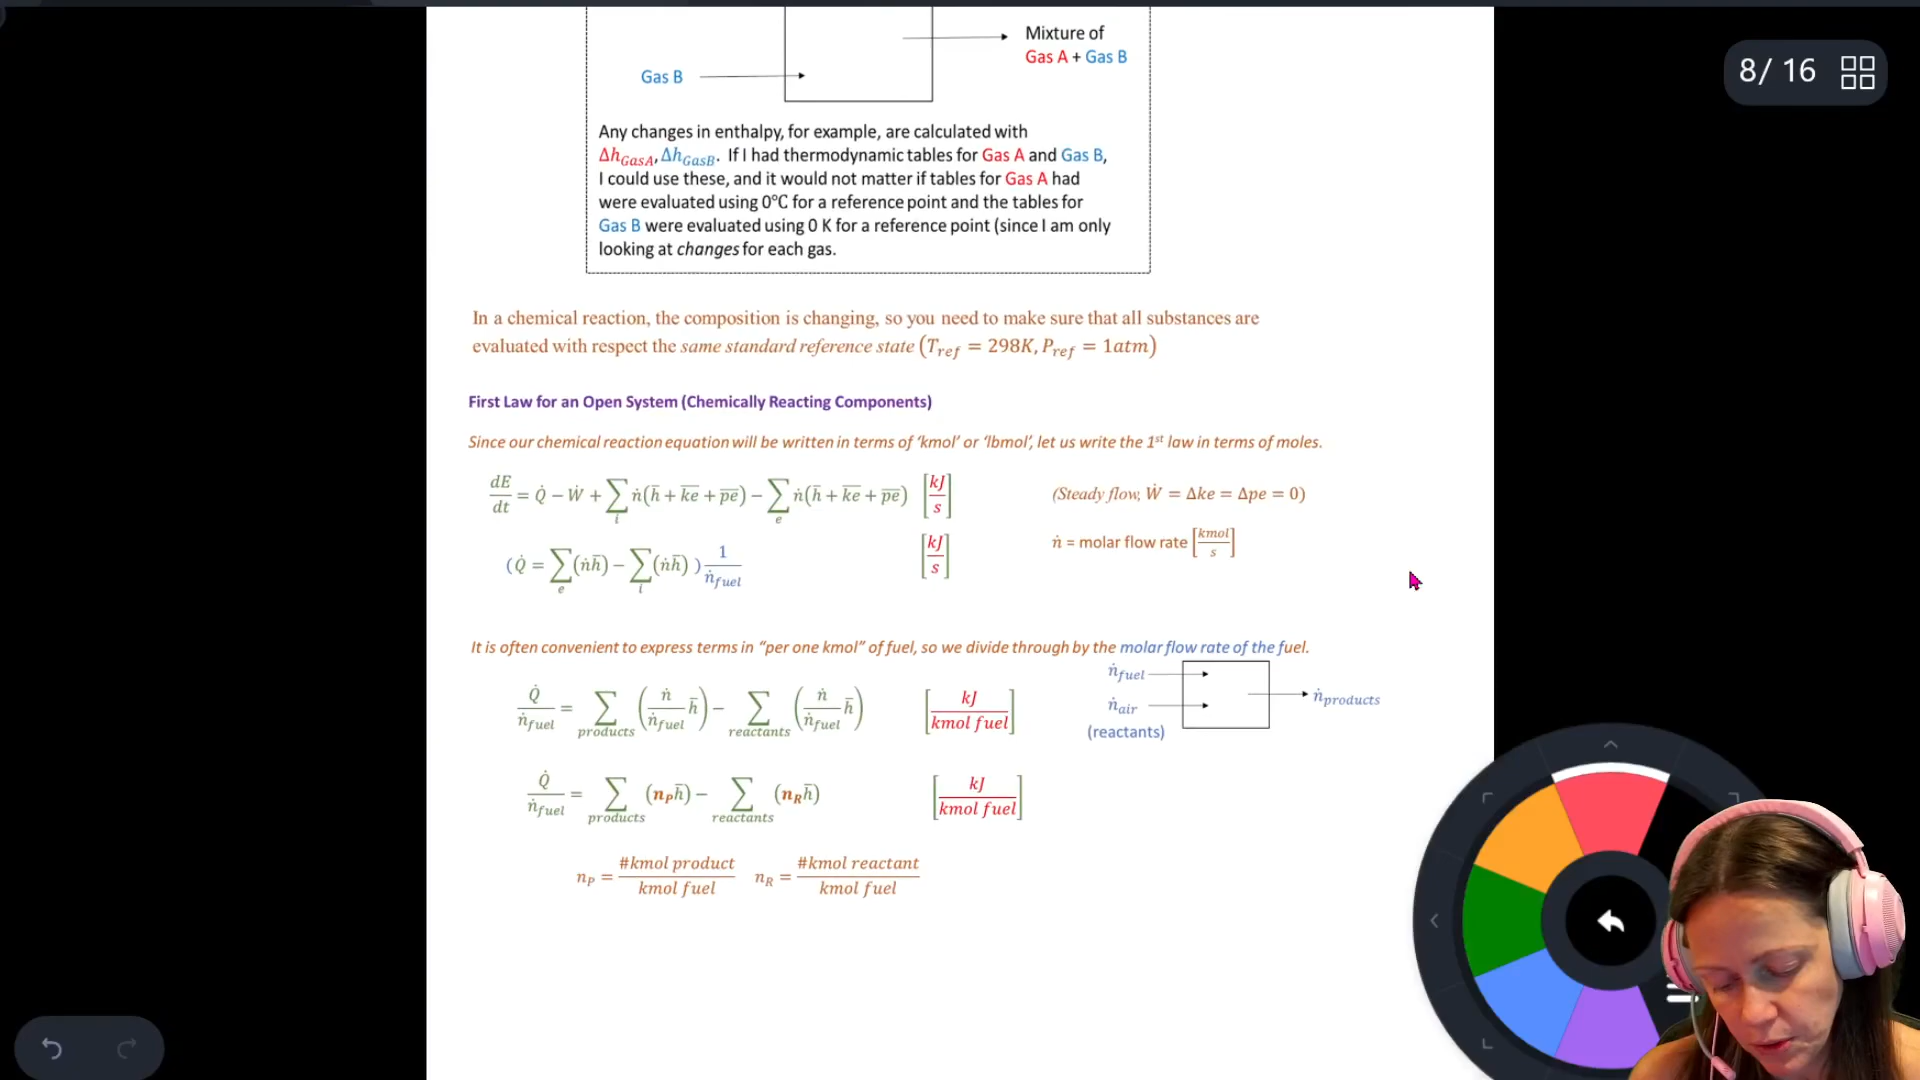 8/ 16
Mixture of
Gas A + Gas B
Gas B
Any changes in enthalpy, for example, are calculated with
Δh_GasA, Δh_GasB. If I had thermodynamic tables for Gas A and Gas B,
I could use these, and it would not matter if tables for Gas A had
were evaluated using 0°C for a reference point and the tables for
Gas B were evaluated using 0 K for a reference point (since I am only
looking at changes for each gas.
In a chemical reaction, the composition is changing, so you need to make sure that all substances are
evaluated with respect the same standard reference state (T_ref = 298K, P_ref = 1atm)
First Law for an Open System (Chemically Reacting Components)
Since our chemical reaction equation will be written in terms of 'kmol' or 'lbmol', let us write the 1st law in terms of moles.
dE/dt = Q̇ − Ẇ + ∑_i ṅ(h̄ + k̄ē + p̄ē) − ∑_e ṅ(h̄ + k̄ē + p̄ē) [kJ/s] (Steady flow, Ẇ = Δke = Δpe = 0)
(Q̇ = ∑_e (ṅh̄) − ∑_i (ṅh̄) ) 1/ṅ_fuel [kJ/s] ṅ = molar flow rate [kmol/s]
It is often convenient to express terms in "per one kmol" of fuel, so we divide through by the molar flow rate of the fuel.
Q̇/ṅ_fuel = ∑_products (ṅ/ṅ_fuel h̄) − ∑_reactants (ṅ/ṅ_fuel h̄) [kJ/kmol fuel]
ṅ_fuel
ṅ_air
(reactants)
ṅ_products
Q̇/ṅ_fuel = ∑_products (n_P h̄) − ∑_reactants (n_R h̄) [kJ/kmol fuel]
n_P = #kmol product/kmol fuel n_R = #kmol reactant/kmol fuel